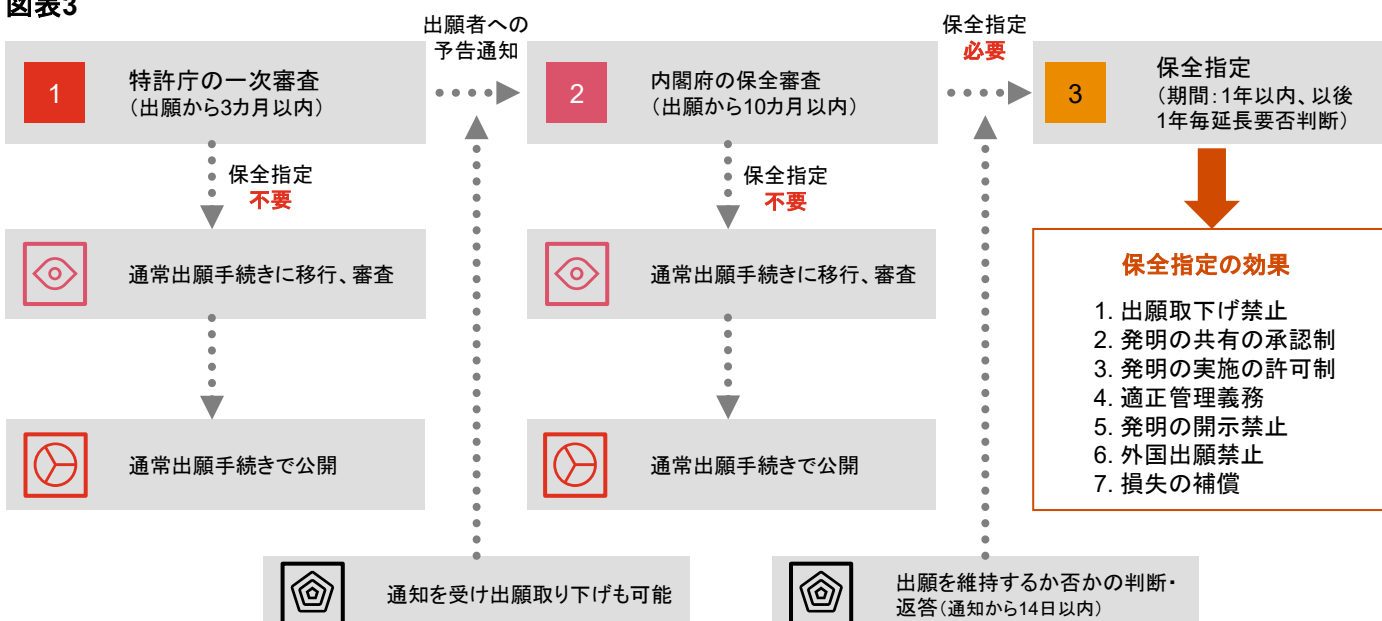 図表3
出願者への
予告通知
保全指定
必要
1
特許庁の一次審査
（出願から3カ月以内）
2
内閣府の保全審査
（出願から10カ月以内）
3
保全指定
（期間：1年以内、以後
1年毎延長要否判断）
保全指定
不要
保全指定
不要
通常出願手続きに移行、審査
通常出願手続きに移行、審査
通常出願手続きで公開
通常出願手続きで公開
保全指定の効果
1. 出願取下げ禁止
2. 発明の共有の承認制
3. 発明の実施の許可制
4. 適正管理義務
5. 発明の開示禁止
6. 外国出願禁止
7. 損失の補償
通知を受け出願取り下げも可能
出願を維持するか否かの判断・
返答（通知から14日以内）